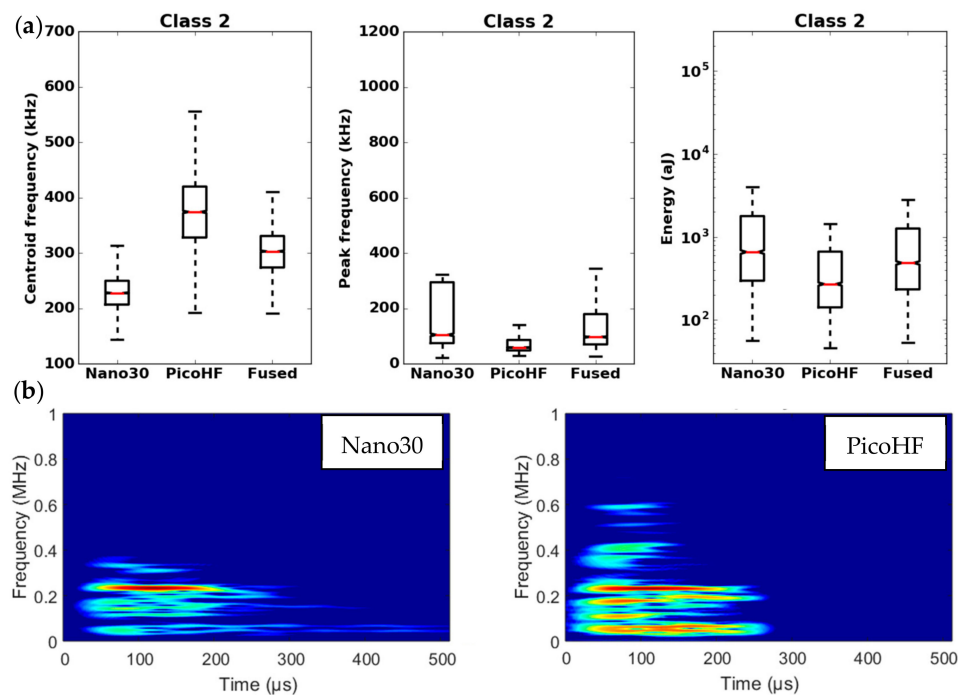 (a)
Class 2
Centroid frequency (kHz)
700
600
500
400
300
200
100
Nano30 PicoHF Fused
Class 2
Peak frequency (kHz)
1200
1000
800
600
400
200
0
Nano30 PicoHF Fused
Class 2
Energy (aJ)
10^5
10^4
10^3
10^2
Nano30 PicoHF Fused
(b)
Nano30
Frequency (MHz)
1
0.8
0.6
0.4
0.2
0
0 100 200 300 400 500
Time (µs)
PicoHF
Frequency (MHz)
1
0.8
0.6
0.4
0.2
0
0 100 200 300 400 500
Time (µs)